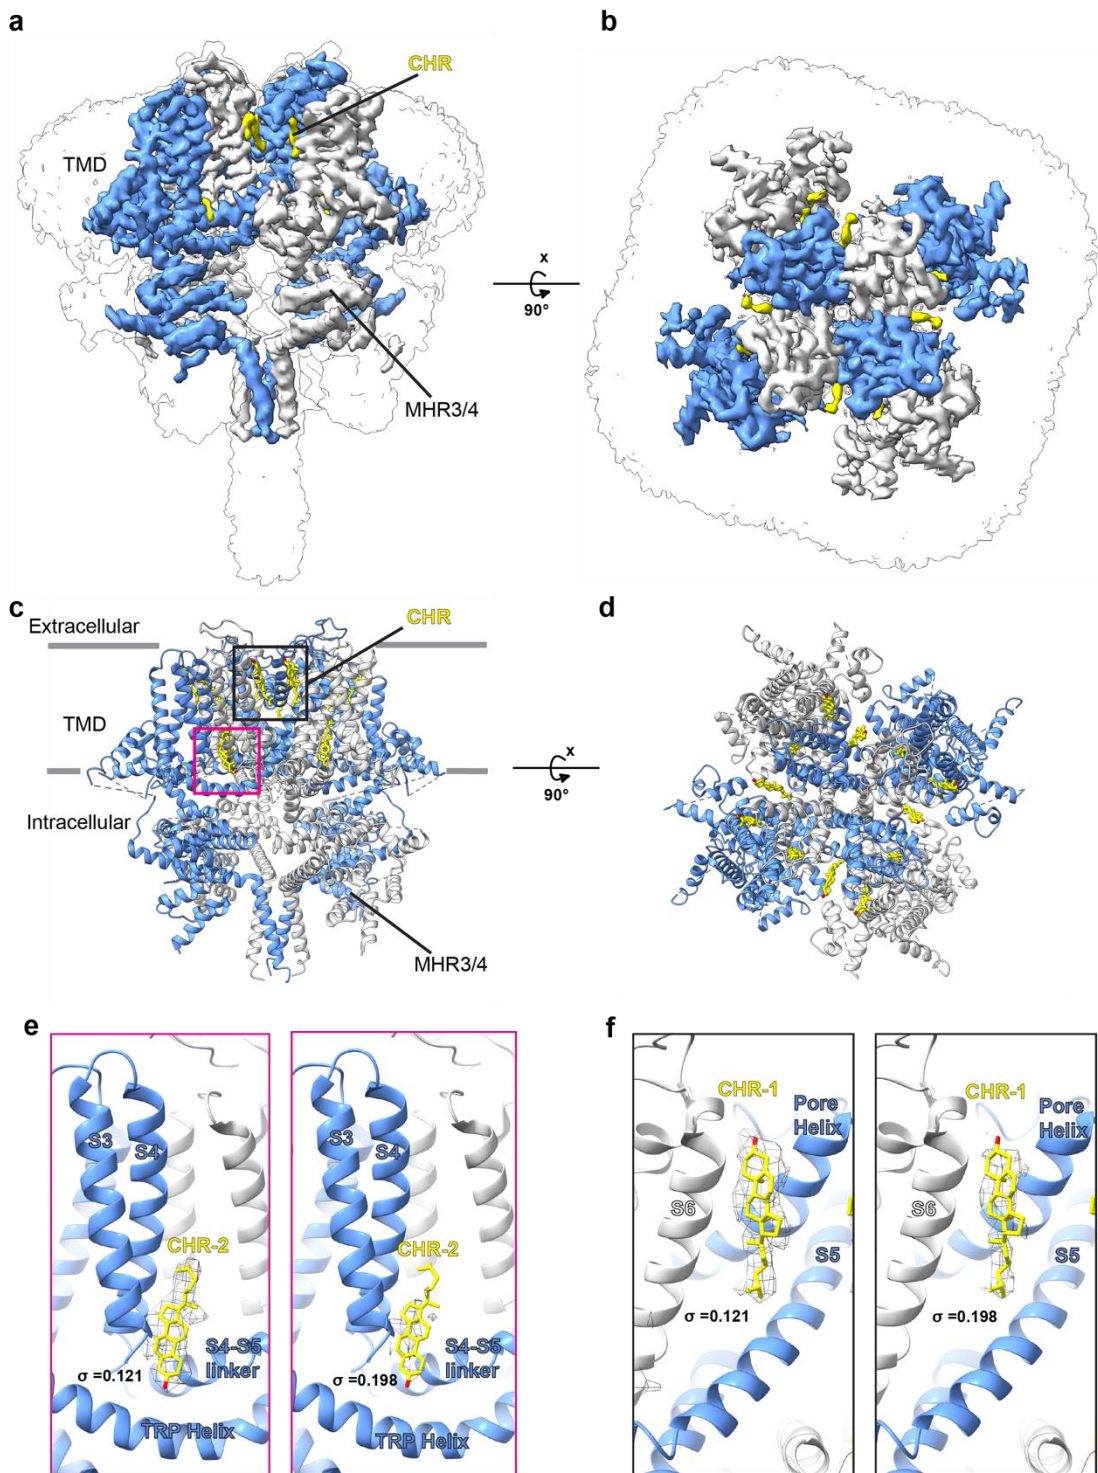 a
b
CHR
TMD
x
90°
MHR3/4
c
d
Extracellular
CHR
TMD
x
90°
Intracellular
MHR3/4
e
f
S3
S4
CHR-2
S4-S5
linker
σ =0.121
TRP Helix
S3
S4
CHR-2
S4-S5
linker
σ =0.198
TRP Helix
CHR-1
Pore
Helix
S6
S5
σ =0.121
CHR-1
Pore
Helix
S6
S5
σ =0.198